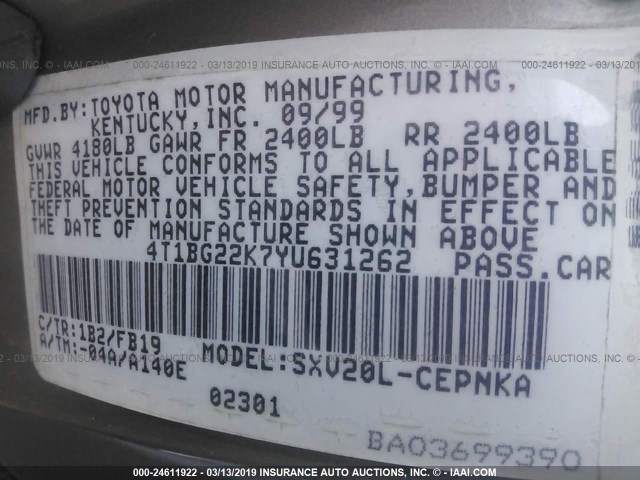 000-24611922 - 03/13/2019 INSURANCE AUTO AUCTIONS - IAAI.COM
MFD.BY:TOYOTA MOTOR MANUFACTURING,
KENTUCKY,INC. 09/99
GVWR 4180LB GAWR FR 2400LB RR 2400LB
THIS VEHICLE CONFORMS TO ALL APPLICABLE
FEDERAL MOTOR VEHICLE SAFETY,BUMPER AND
THEFT PREVENTION STANDARDS IN EFFECT ON
THE DATE OF MANUFACTURE SHOWN ABOVE
4T1BG22K7YU631262 PASS.CAR
C/TR:1B2/FB19
A/TM:-04A/A140E
MODEL:SXV20L-CEPNKA
02301
BA03699390
000-24611922 - 03/13/2019 INSURANCE AUTO AUCTIONS - IAAI.COM